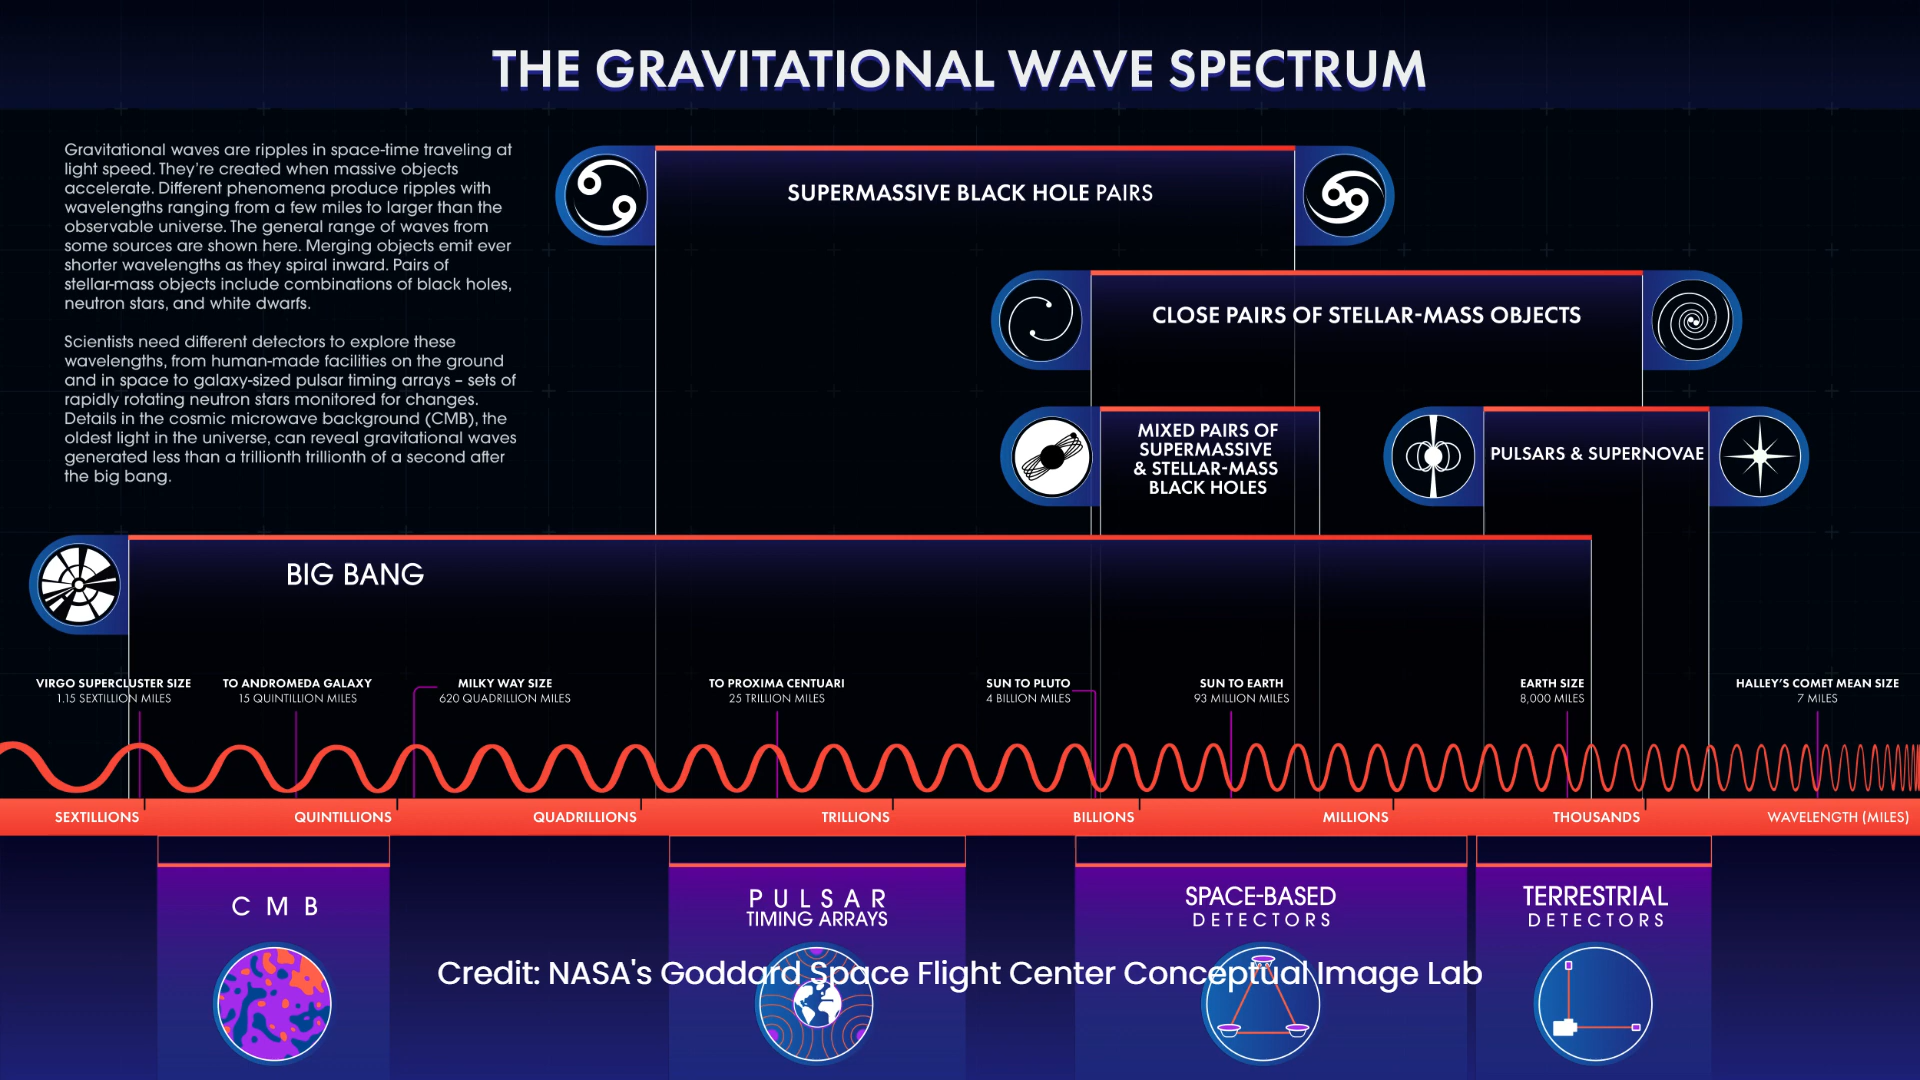 THE GRAVITATIONAL WAVE SPECTRUM
Gravitational waves are ripples in space-time traveling at
light speed. They're created when massive objects
accelerate. Different phenomena produce ripples with
wavelengths ranging from a few miles to larger than the
observable universe. The general range of waves from
some sources are shown here. Merging objects emit ever
shorter wavelengths as they spiral inward. Pairs of
stellar-mass objects include combinations of black holes,
neutron stars, and white dwarfs.
Scientists need different detectors to explore these
wavelengths, from human-made facilities on the ground
and in space to galaxy-sized pulsar timing arrays – sets of
rapidly rotating neutron stars monitored for changes.
Details in the cosmic microwave background (CMB), the
oldest light in the universe, can reveal gravitational waves
generated less than a trillionth trillionth of a second after
the big bang.
SUPERMASSIVE BLACK HOLE PAIRS
CLOSE PAIRS OF STELLAR-MASS OBJECTS
MIXED PAIRS OF
SUPERMASSIVE
& STELLAR-MASS
BLACK HOLES
PULSARS & SUPERNOVAE
BIG BANG
VIRGO SUPERCLUSTER SIZE
1.15 SEXTILLION MILES
TO ANDROMEDA GALAXY
15 QUINTILLION MILES
MILKY WAY SIZE
620 QUADRILLION MILES
TO PROXIMA CENTUARI
25 TRILLION MILES
SUN TO PLUTO
4 BILLION MILES
SUN TO EARTH
93 MILLION MILES
EARTH SIZE
8,000 MILES
HALLEY'S COMET MEAN SIZE
7 MILES
SEXTILLIONS
QUINTILLIONS
QUADRILLIONS
TRILLIONS
BILLIONS
MILLIONS
THOUSANDS
WAVELENGTH (MILES)
CMB
PULSAR
TIMING ARRAYS
SPACE-BASED
DETECTORS
TERRESTRIAL
DETECTORS
Credit: NASA's Goddard Space Flight Center Conceptual Image Lab